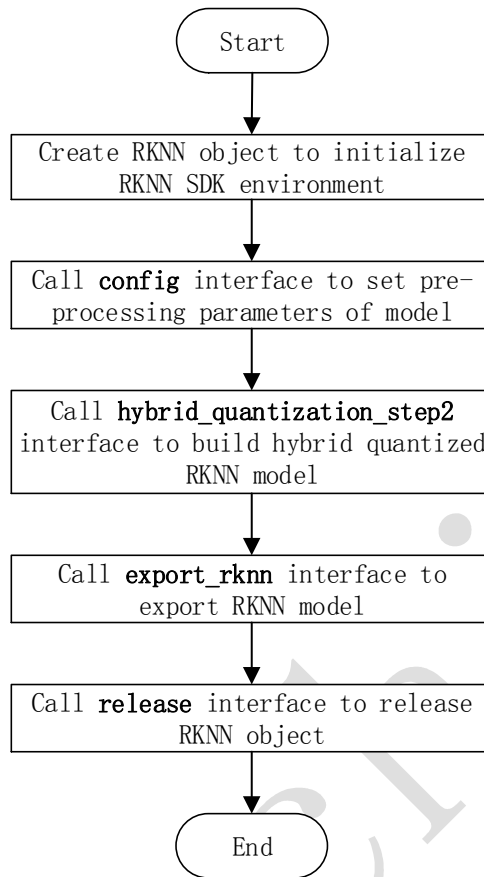 Start
Create RKNN object to initialize
RKNN SDK environment
Call config interface to set pre-
processing parameters of model
Call hybrid_quantization_step2
interface to build hybrid quantized
RKNN model
Call export_rknn interface to
export RKNN model
Call release interface to release
RKNN object
End